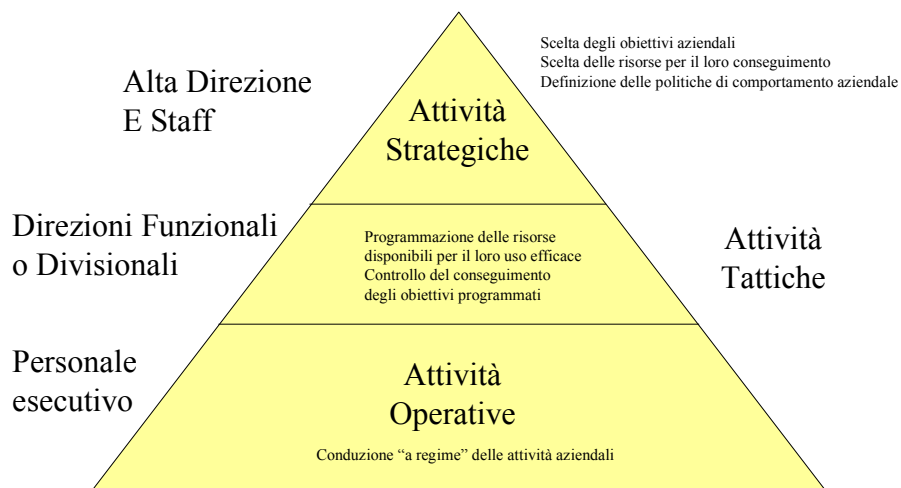 Alta Direzione
E Staff
Attività
Strategiche
Scelta degli obiettivi aziendali
Scelta delle risorse per il loro conseguimento
Definizione delle politiche di comportamento aziendale
Direzioni Funzionali
o Divisionali
Programmazione delle risorse
disponibili per il loro uso efficace
Controllo del conseguimento
degli obiettivi programmati
Attività
Tattiche
Personale
esecutivo
Attività
Operative
Conduzione “a regime” delle attività aziendali